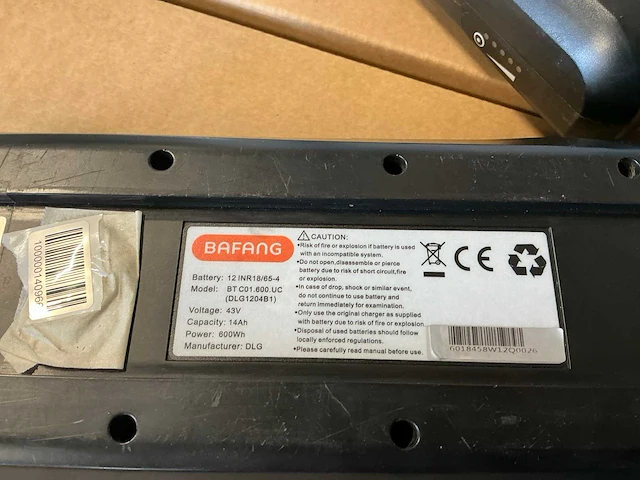 BAFANG
Battery: 12 INR18/65-4
Model: BT C01.600.UC
(DLG1204B1)
Voltage: 43V
Capacity: 14Ah
Power: 600Wh
Manufacturer: DLG
⚠CAUTION:
•Risk of fire or explosion if battery is used
with an incompatible system.
•Do not open,disassemble or pierce
battery due to risk of short circuit,fire
or explosion.
•In case of drop, shock or similar event,
do not continue to use battery and
return immediately for examination.
•Only use the original charger as supplied
with battery due to risk of fire or explosion
•Disposal of used batteries should follow
locally enforced regulations.
•Please carefully read manual before use.
CE
6018458W12Q0026